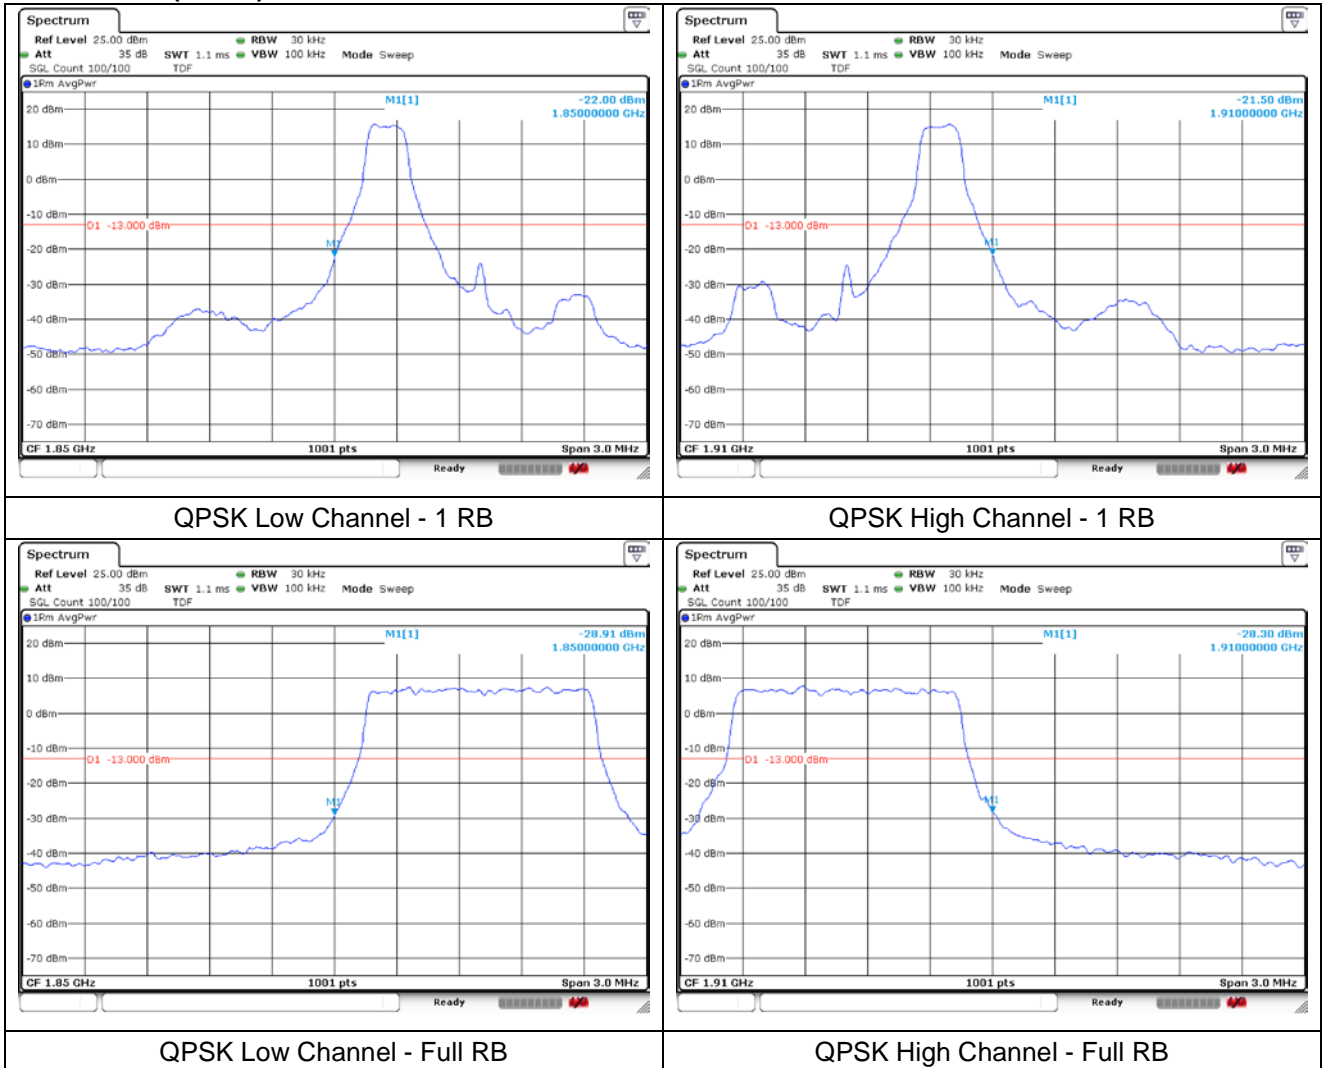 Spectrum
Ref Level 25.00 dBm RBW 30 kHz
Att 35 dB SWT 1.1 ms VBW 100 kHz Mode Sweep
SGL Count 100/100 TDF
1Rm AvgPwr
M1[1] -22.00 dBm
1.85000000 GHz
20 dBm
10 dBm
0 dBm
-10 dBm
D1 -13.000 dBm
M1
-20 dBm
-30 dBm
-40 dBm
-50 dBm
-60 dBm
-70 dBm
CF 1.85 GHz 1001 pts Span 3.0 MHz
Ready
QPSK Low Channel - 1 RB
Spectrum
Ref Level 25.00 dBm RBW 30 kHz
Att 35 dB SWT 1.1 ms VBW 100 kHz Mode Sweep
SGL Count 100/100 TDF
1Rm AvgPwr
M1[1] -21.50 dBm
1.91000000 GHz
20 dBm
10 dBm
0 dBm
-10 dBm
D1 -13.000 dBm
M1
-20 dBm
-30 dBm
-40 dBm
-50 dBm
-60 dBm
-70 dBm
CF 1.91 GHz 1001 pts Span 3.0 MHz
Ready
QPSK High Channel - 1 RB
Spectrum
Ref Level 25.00 dBm RBW 30 kHz
Att 35 dB SWT 1.1 ms VBW 100 kHz Mode Sweep
SGL Count 100/100 TDF
1Rm AvgPwr
M1[1] -28.91 dBm
1.85000000 GHz
20 dBm
10 dBm
0 dBm
-10 dBm
D1 -13.000 dBm
-20 dBm
M1
-30 dBm
-40 dBm
-50 dBm
-60 dBm
-70 dBm
CF 1.85 GHz 1001 pts Span 3.0 MHz
Ready
QPSK Low Channel - Full RB
Spectrum
Ref Level 25.00 dBm RBW 30 kHz
Att 35 dB SWT 1.1 ms VBW 100 kHz Mode Sweep
SGL Count 100/100 TDF
1Rm AvgPwr
M1[1] -28.30 dBm
1.91000000 GHz
20 dBm
10 dBm
0 dBm
-10 dBm
D1 -13.000 dBm
-20 dBm
M1
-30 dBm
-40 dBm
-50 dBm
-60 dBm
-70 dBm
CF 1.91 GHz 1001 pts Span 3.0 MHz
Ready
QPSK High Channel - Full RB